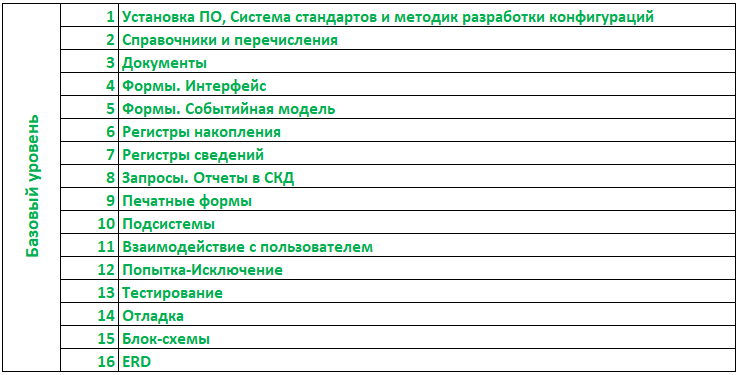 Базовый уровень
1 Установка ПО, Система стандартов и методик разработки конфигураций
2 Справочники и перечисления
3 Документы
4 Формы. Интерфейс
5 Формы. Событийная модель
6 Регистры накопления
7 Регистры сведений
8 Запросы. Отчеты в СКД
9 Печатные формы
10 Подсистемы
11 Взаимодействие с пользователем
12 Попытка-Исключение
13 Тестирование
14 Отладка
15 Блок-схемы
16 ERD